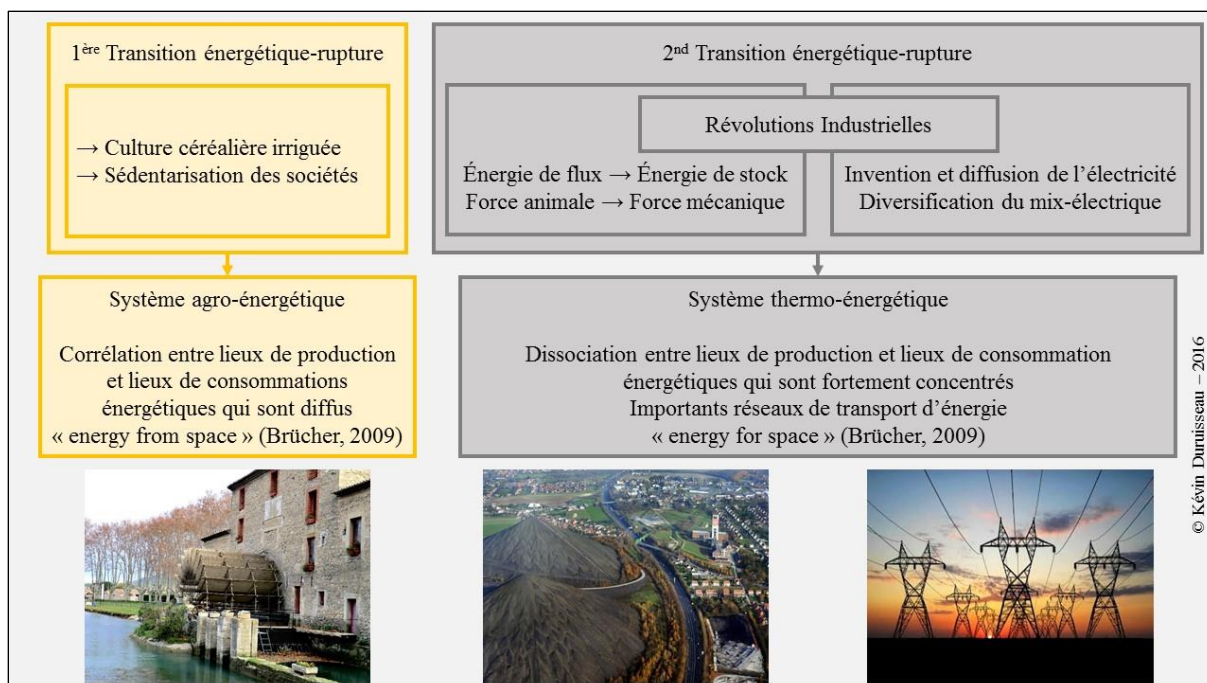 1ère Transition énergétique-rupture
→ Culture céréalière irriguée
→ Sédentarisation des sociétés
Système agro-énergétique
Corrélation entre lieux de production
et lieux de consommations
énergétiques qui sont diffus
« energy from space » (Brücher, 2009)
2nd Transition énergétique-rupture
Révolutions Industrielles
Énergie de flux → Énergie de stock
Force animale → Force mécanique
Invention et diffusion de l’électricité
Diversification du mix-électrique
Système thermo-énergétique
Dissociation entre lieux de production et lieux de consommation
énergétiques qui sont fortement concentrés
Importants réseaux de transport d’énergie
« energy for space » (Brücher, 2009)
© Kévin Duruisseau – 2016